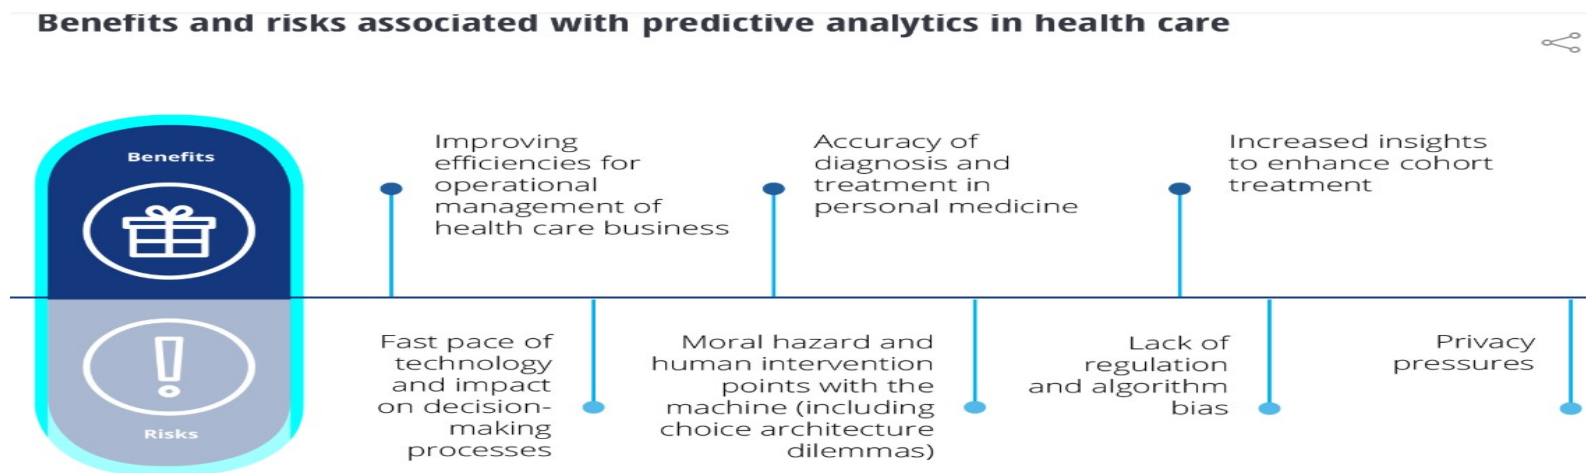 Benefits and risks associated with predictive analytics in health care
Benefits
Improving
efficiencies for
operational
management of
health care business
Accuracy of
diagnosis and
treatment in
personal medicine
Increased insights
to enhance cohort
treatment
Risks
Fast pace of
technology
and impact
on decision-
making
processes
Moral hazard and
human intervention
points with the
machine (including
choice architecture
dilemmas)
Lack of
regulation
and algorithm
bias
Privacy
pressures